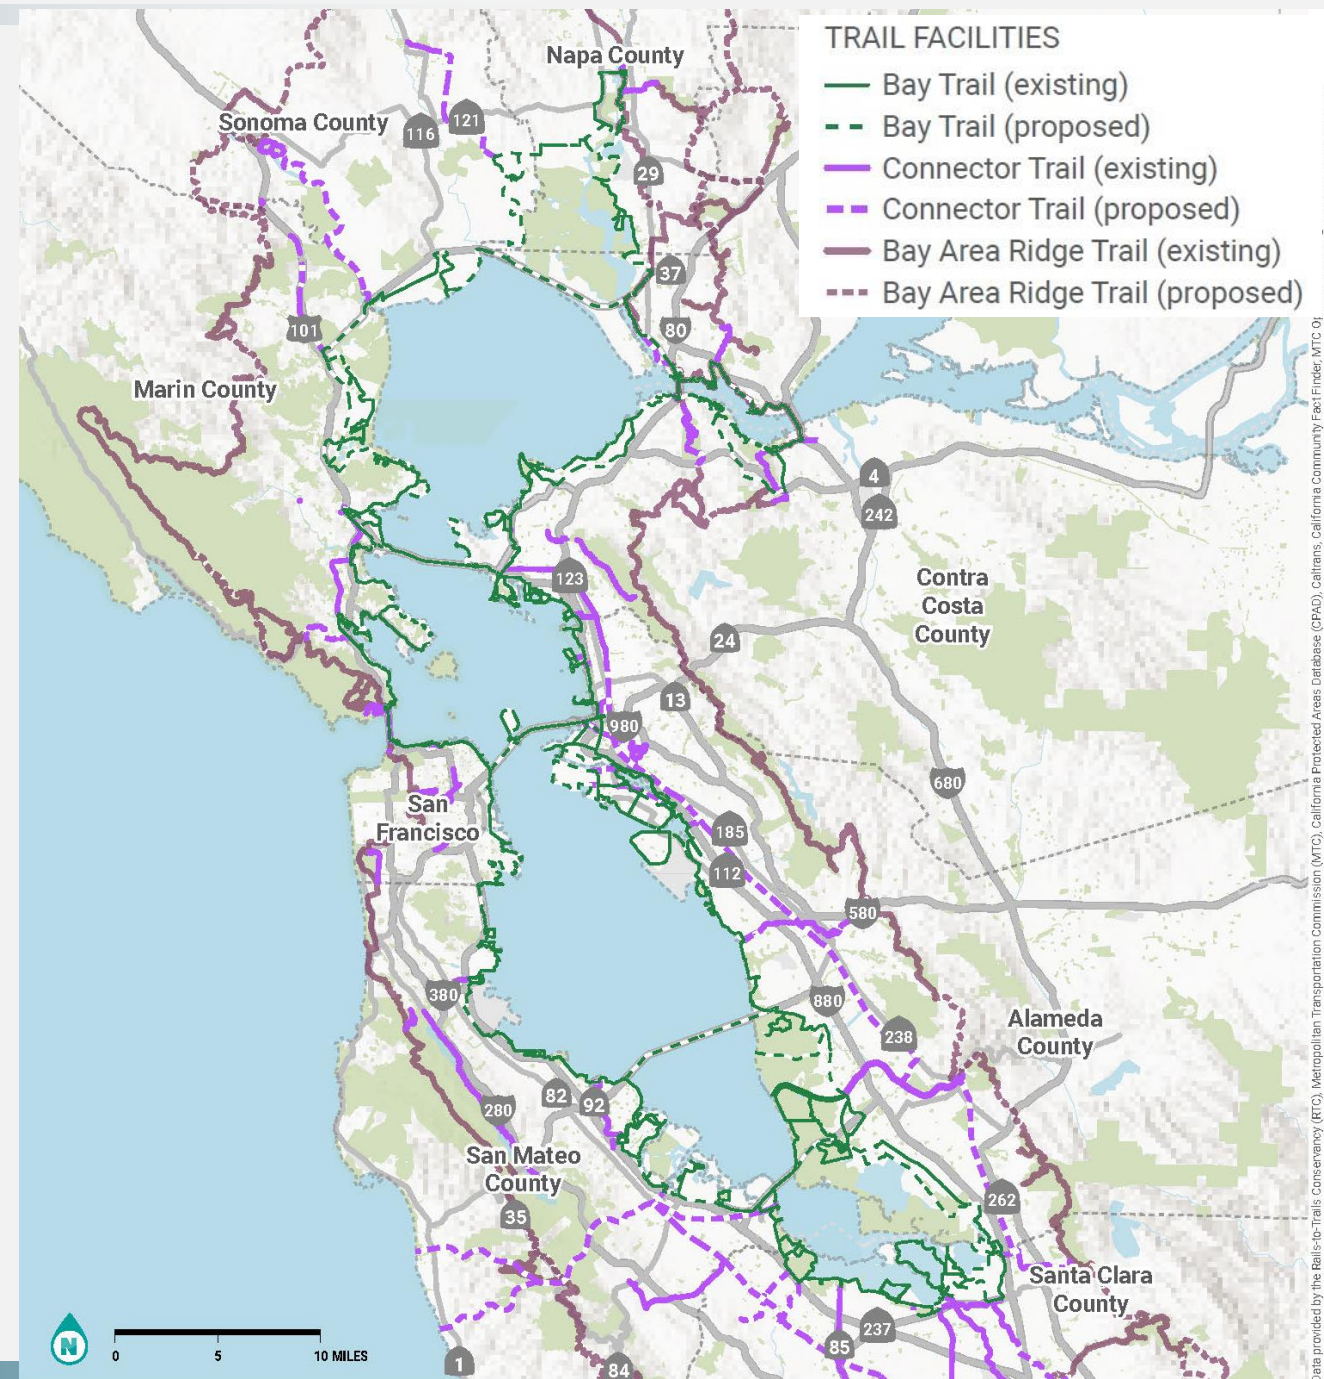 TRAIL FACILITIES
Bay Trail (existing)
Bay Trail (proposed)
Connector Trail (existing)
Connector Trail (proposed)
Bay Area Ridge Trail (existing)
Bay Area Ridge Trail (proposed)
Napa County
Sonoma County
116
121
29
37
80
101
Marin County
4
242
123
Contra
Costa
County
24
13
980
680
San
Francisco
185
112
580
380
880
238
Alameda
County
82
92
280
San Mateo
County
35
262
Santa Clara
County
237
85
84
1
N
0 5 10 MILES
Data provided by the Rails-to-Trails Conservancy (RTC), Metropolitan Transportation Commission (MTC), California Protected Areas Database (CPAD), Caltrans, California Community Fact Finder, MTC